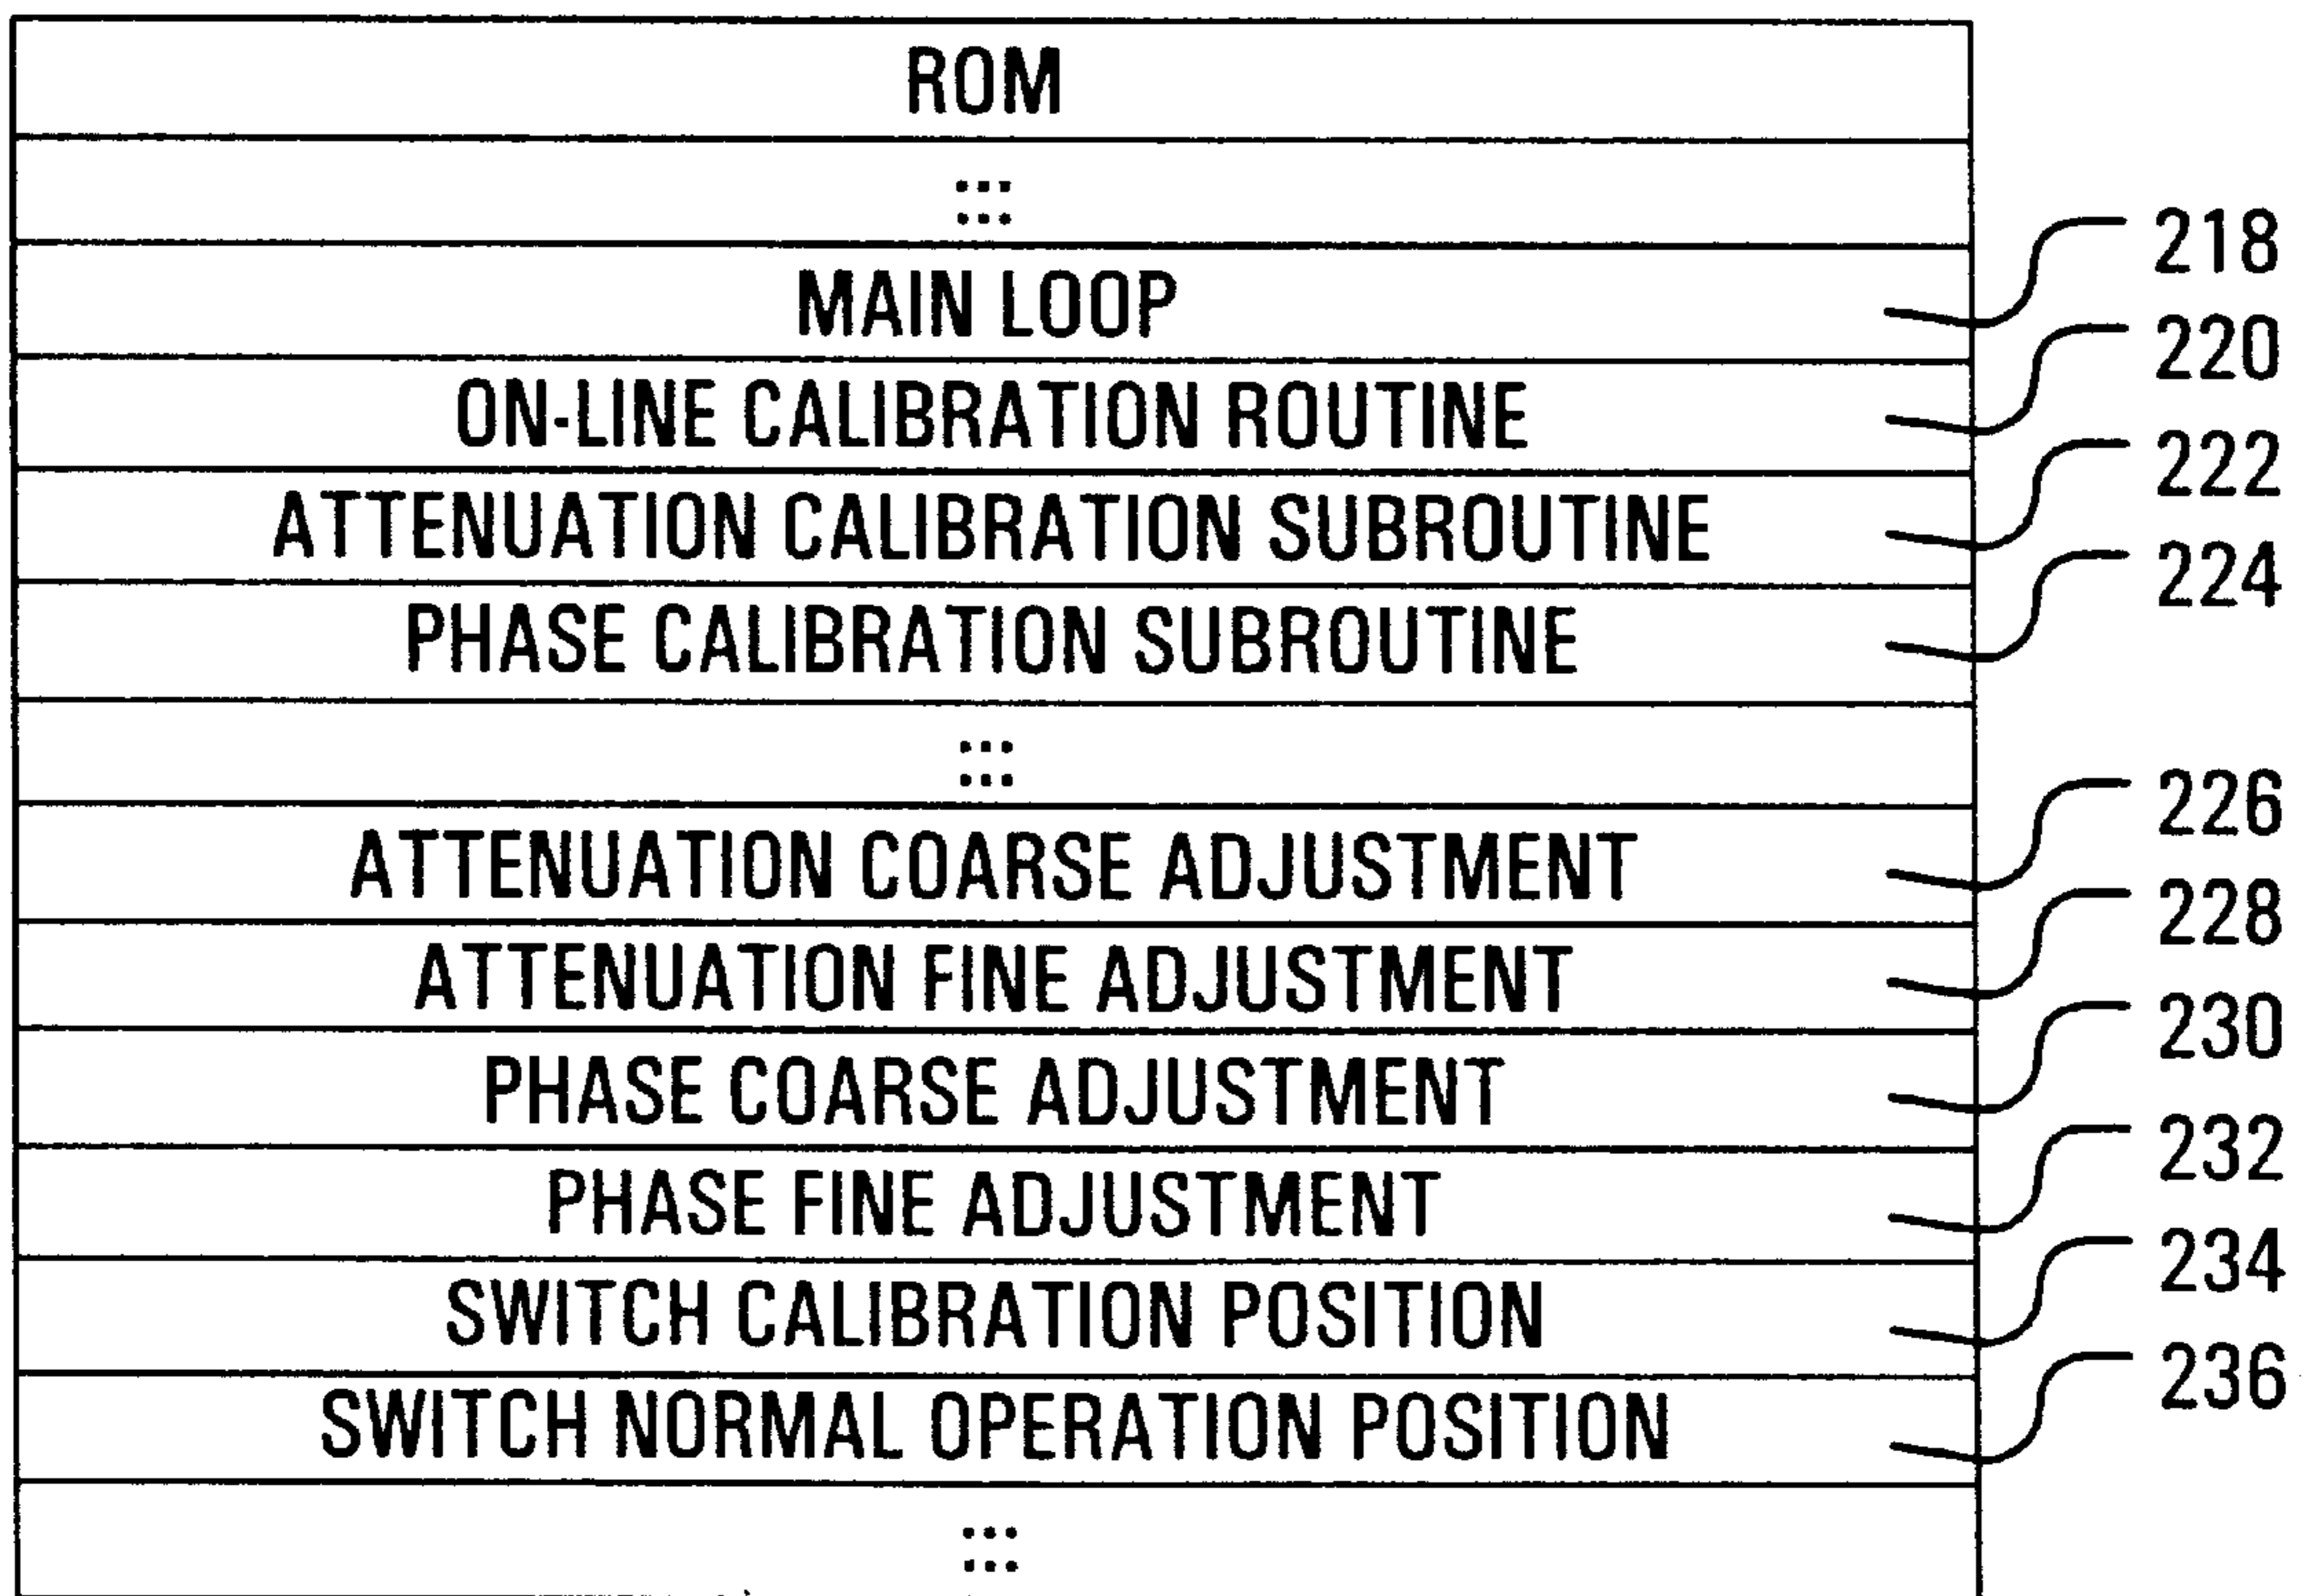 ROM
:::
MAIN LOOP 218
ON-LINE CALIBRATION ROUTINE 220
ATTENUATION CALIBRATION SUBROUTINE 222
PHASE CALIBRATION SUBROUTINE 224
:::
ATTENUATION COARSE ADJUSTMENT 226
ATTENUATION FINE ADJUSTMENT 228
PHASE COARSE ADJUSTMENT 230
PHASE FINE ADJUSTMENT 232
SWITCH CALIBRATION POSITION 234
SWITCH NORMAL OPERATION POSITION 236
:::